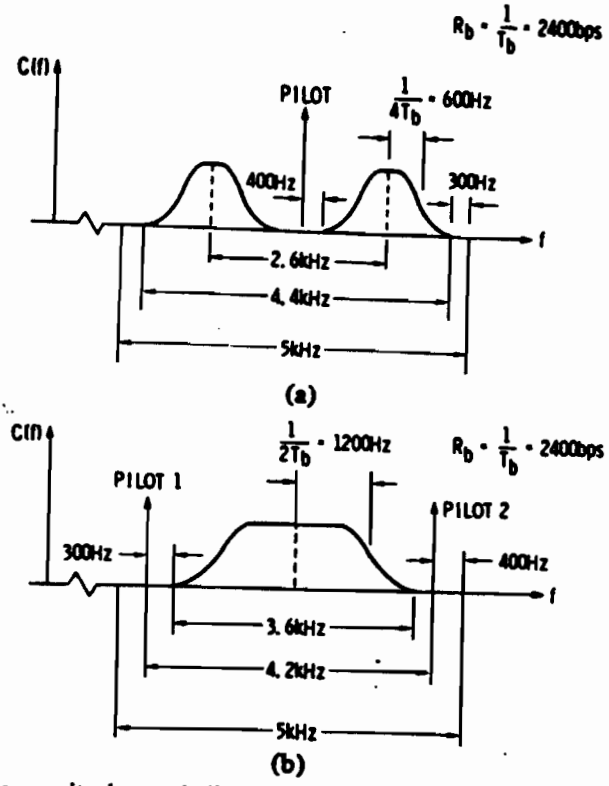 R_b = 1/T_b = 2400bps
C(f)
PILOT
1/4T_b = 600Hz
400Hz
300Hz
2.6kHz
f
4.4kHz
5kHz
(a)
C(f)
1/2T_b = 1200Hz
R_b = 1/T_b = 2400bps
PILOT 1
PILOT 2
300Hz
400Hz
f
3.6kHz
4.2kHz
5kHz
(b)